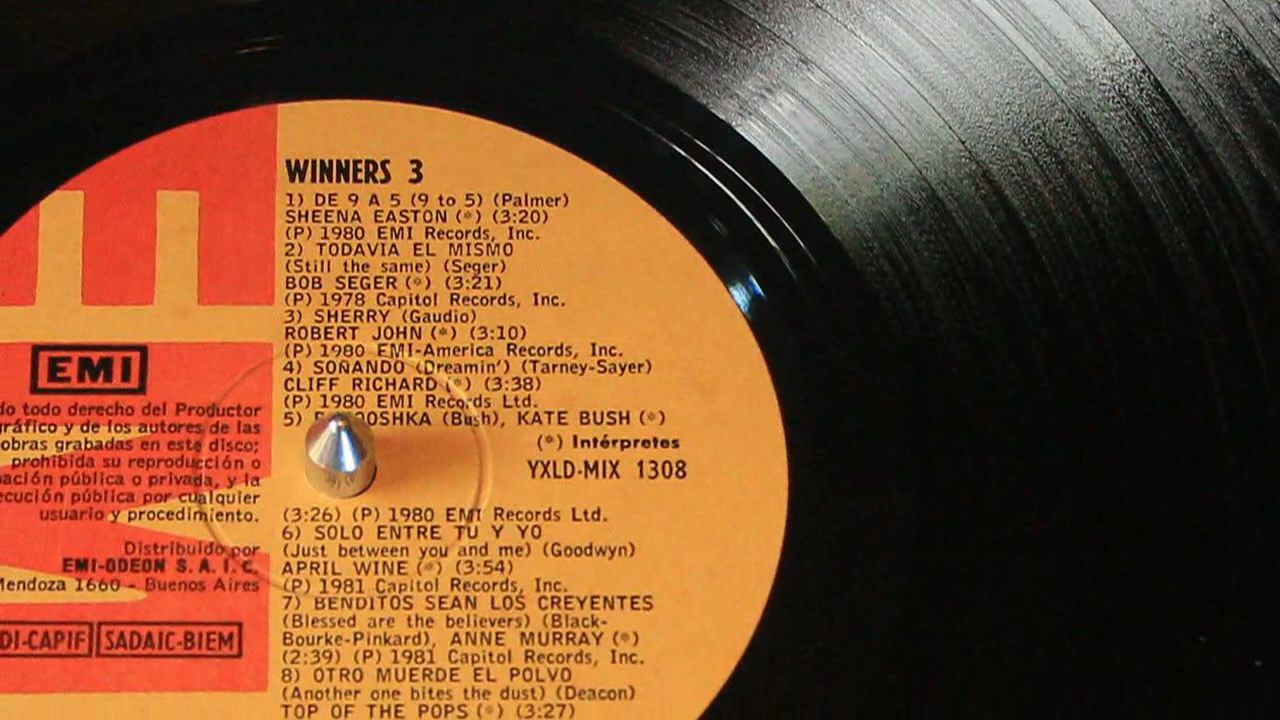 WINNERS 3
1) DE 9 A 5 (9 to 5) (Palmer)
SHEENA EASTON (*) (3:20)
(P) 1980 EMI Records, Inc.
2) TODAVIA EL MISMO
(Still the same) (Seger)
BOB SEGER (*) (3:21)
(P) 1978 Capitol Records, Inc.
3) SHERRY (Gaudio)
ROBERT JOHN (*) (3:10)
(P) 1980 EMI-America Records, Inc.
4) SOÑANDO (Dreamin') (Tarney-Sayer)
CLIFF RICHARD (*) (3:38)
(P) 1980 EMI Records Ltd.
5) (Bush), KATE BUSH (*)
(*) Intérpretes
YXLD-MIX 1308
(3:26) (P) 1980 EMI Records Ltd.
6) SOLO ENTRE TU Y YO
(Just between you and me) (Goodwyn)
APRIL WINE (*) (3:54)
(P) 1981 Capitol Records, Inc.
7) BENDITOS SEAN LOS CREYENTES
(Blessed are the believers) (Black-
Bourke-Pinkard), ANNE MURRAY (*)
(2:39) (P) 1981 Capitol Records, Inc.
8) OTRO MUERDE EL POLVO
(Another one bites the dust) (Deacon)
TOP OF THE POPS (*) (3:27)
EMI
todo derecho del Productor
y de los autores de las
obras grabadas en este disco;
prohibida su reproducción o
pública o privada, y la
pública por cualquier
usuario y procedimiento.
Distribuido por
EMI-ODEON S. A. I. C.
Mendoza 1660 - Buenos Aires
DI-CAPIF SADAIC-BIEM